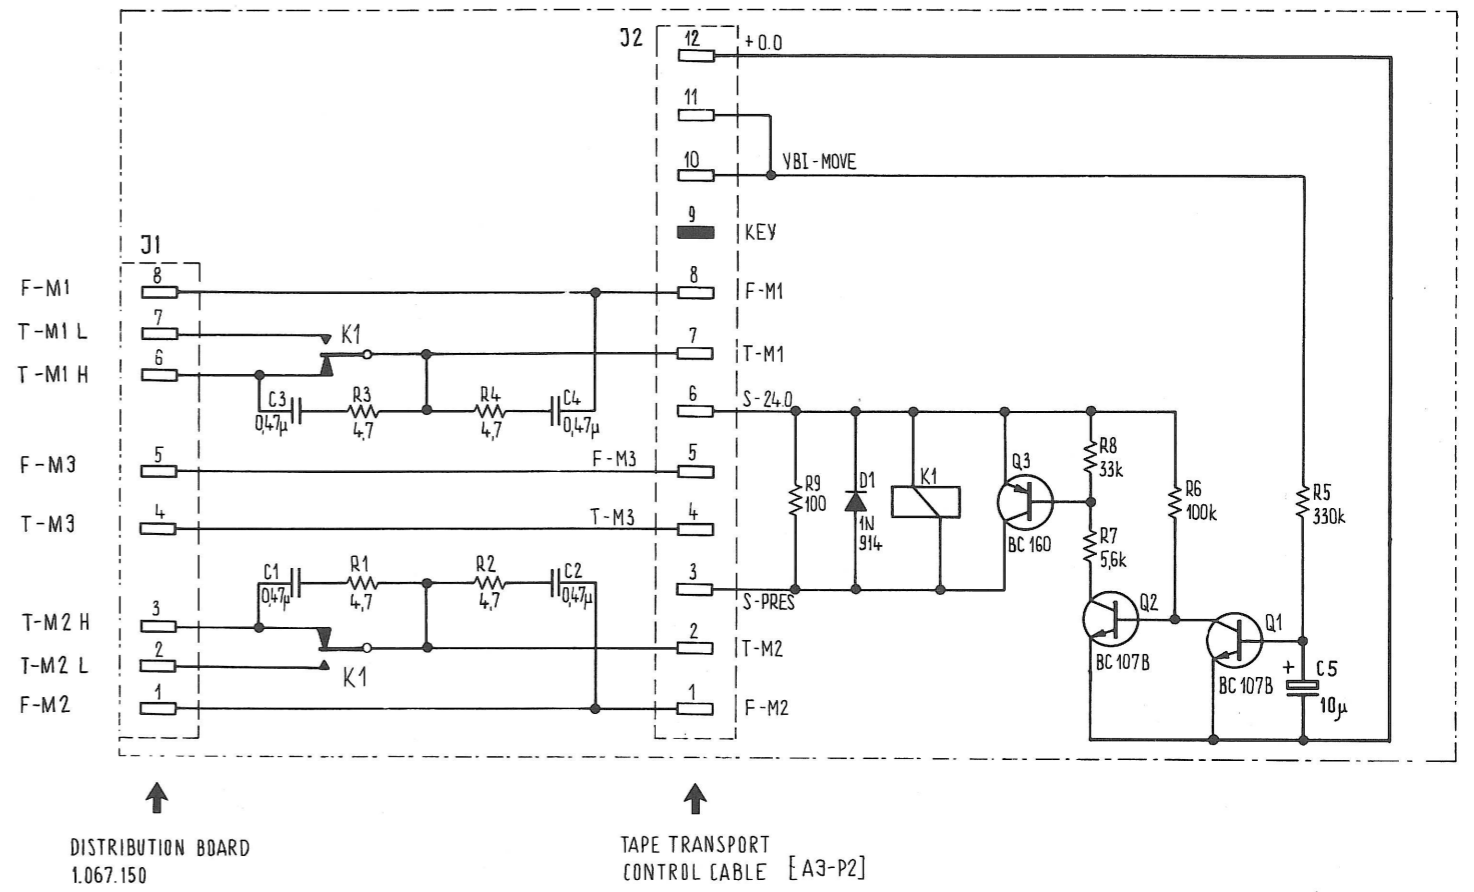 J2
12
+0.0
11
10
YBI-MOVE
9
KEY
J1
F-M1
8
8
F-M1
T-M1 L
7
K1
7
T-M1
T-M1 H
6
C3
0,47µ
R3
4,7
R4
4,7
C4
0,47µ
6
S-24.0
F-M3
5
F-M3
5
T-M3
4
T-M3
4
R9
100
D1
1N
914
K1
Q3
BC 160
R8
33k
R7
5,6k
R6
100k
R5
330k
C1
0,47µ
R1
4,7
R2
4,7
C2
0,47µ
3
S-PRES
T-M2 H
3
2
T-M2
T-M2 L
2
K1
F-M2
1
1
F-M2
Q2
BC 107B
Q1
BC 107B
+
C5
10µ
DISTRIBUTION BOARD
1.067.150
TAPE TRANSPORT
CONTROL CABLE [A3-P2]